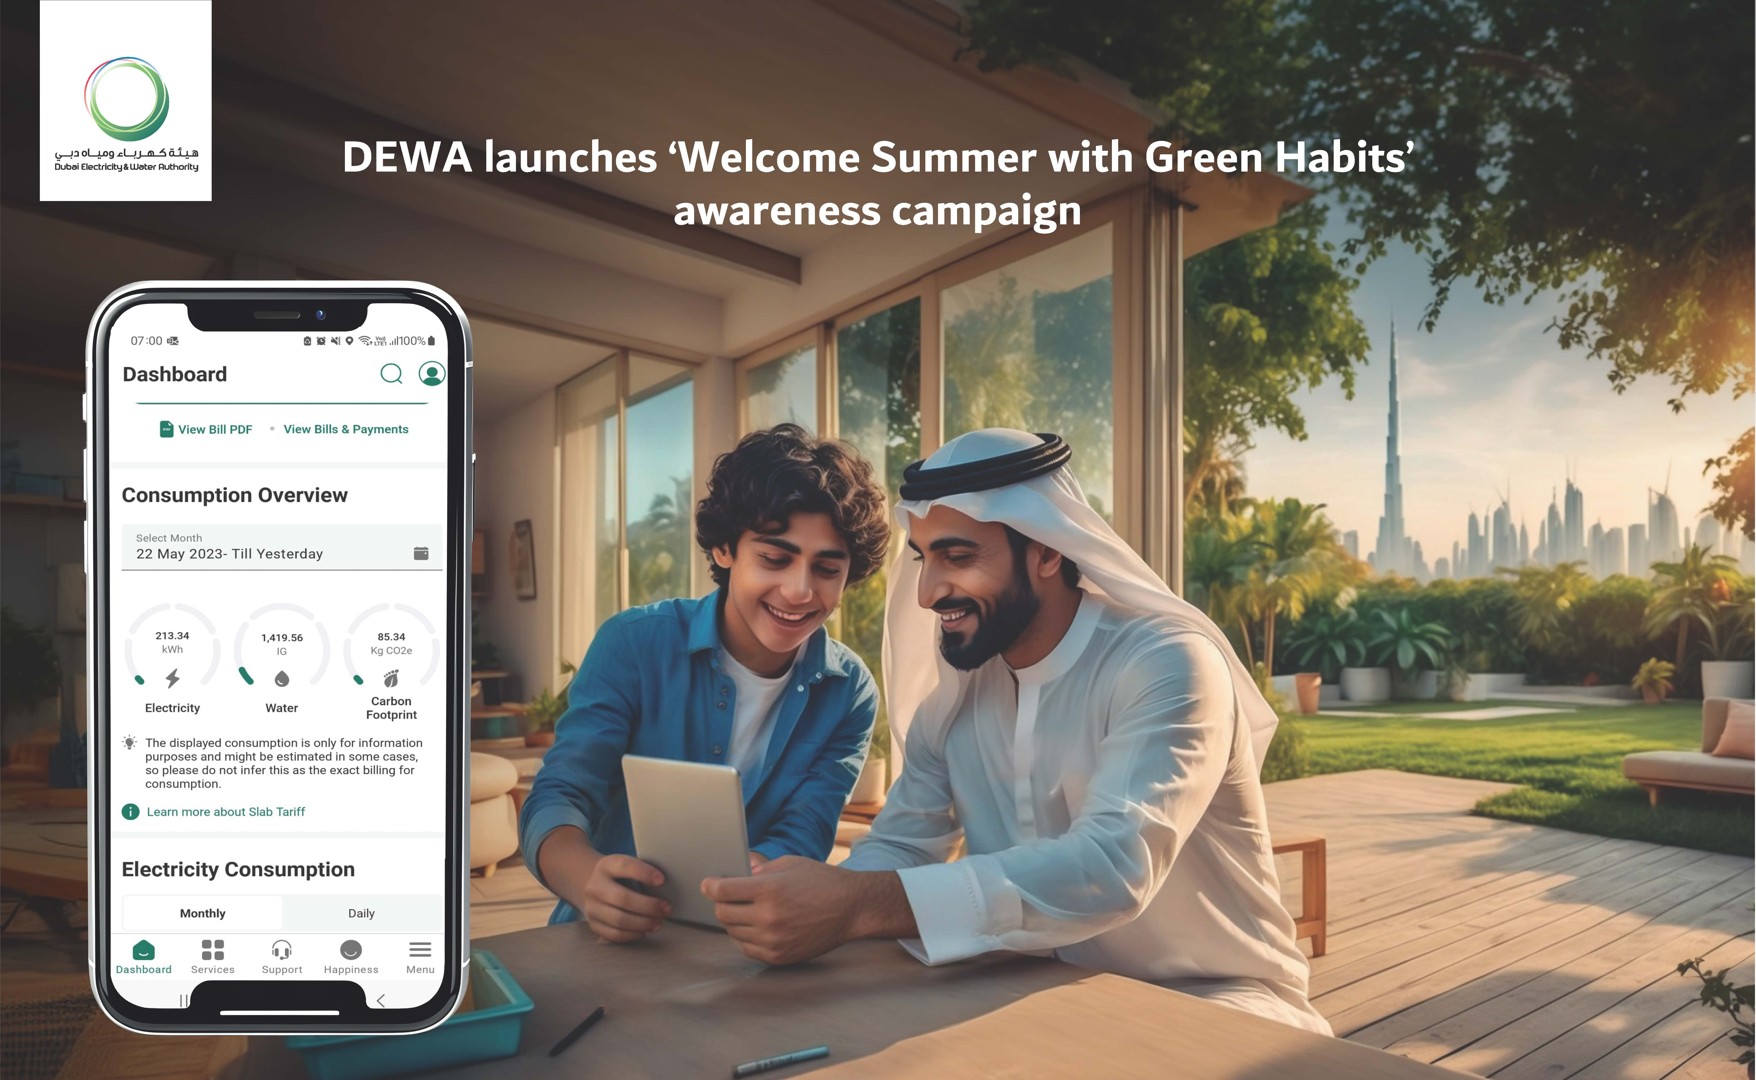 هيئة كهرباء ومياه دبي
Dubai Electricity & Water Authority
DEWA launches ‘Welcome Summer with Green Habits’
awareness campaign
07:00
100%
Dashboard
View Bill PDF • View Bills & Payments
Consumption Overview
Select Month
22 May 2023- Till Yesterday
213.34
kWh
Electricity
1,419.56
IG
Water
85.34
Kg CO2e
Carbon
Footprint
The displayed consumption is only for information
purposes and might be estimated in some cases,
so please do not infer this as the exact billing for
consumption.
Learn more about Slab Tariff
Electricity Consumption
Monthly Daily
Dashboard Services Support Happiness Menu